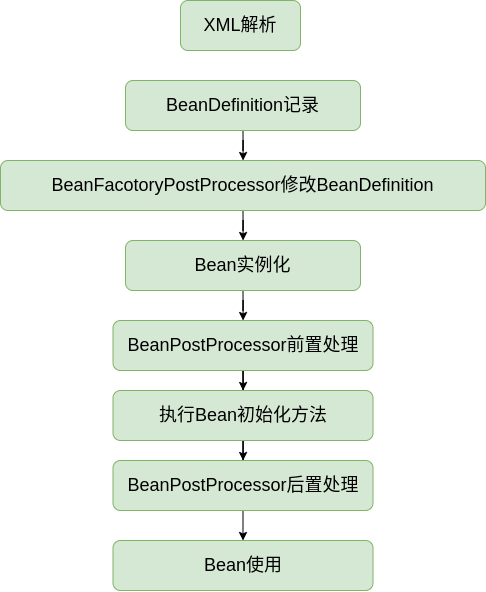 XML解析
BeanDefinition记录
BeanFacotoryPostProcessor修改BeanDefinition
Bean实例化
BeanPostProcessor前置处理
执行Bean初始化方法
BeanPostProcessor后置处理
Bean使用